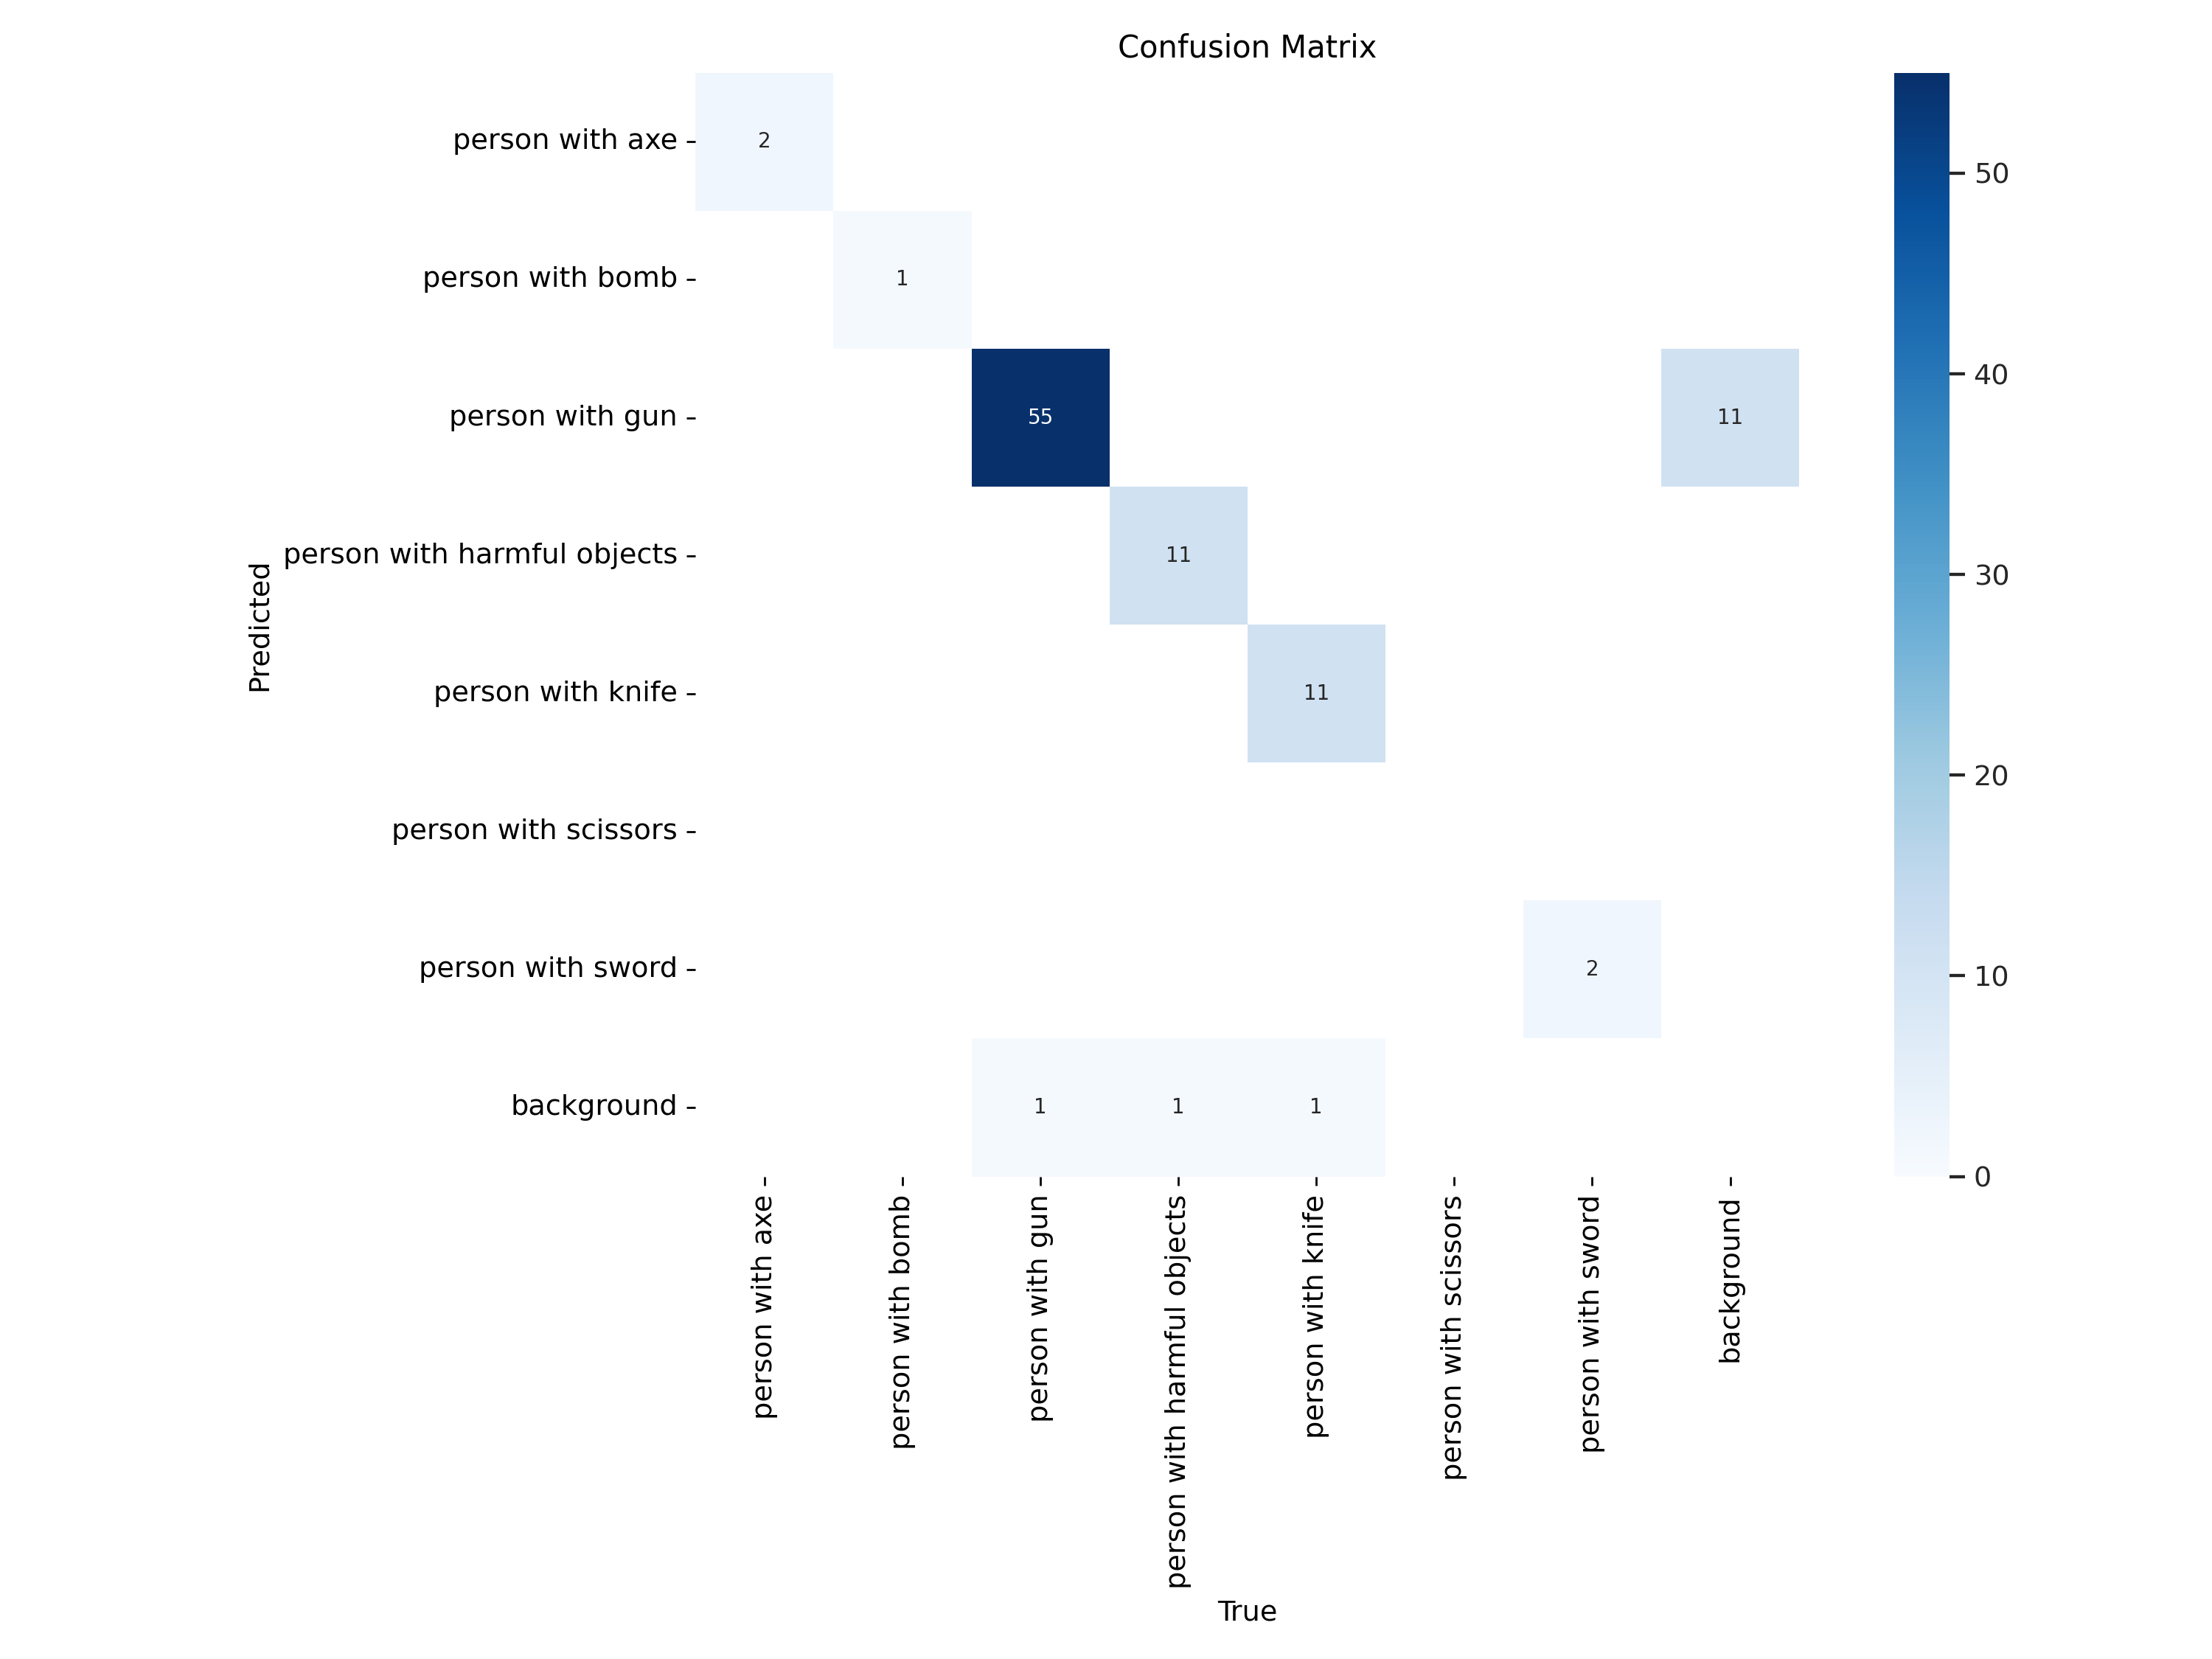 Confusion Matrix
person with axe
2
person with bomb
1
person with gun
55
11
person with harmful objects
11
person with knife
11
person with scissors
person with sword
2
background
1
1
1
Predicted
person with axe
person with bomb
person with gun
person with harmful objects
person with knife
person with scissors
person with sword
background
True
50
40
30
20
10
0